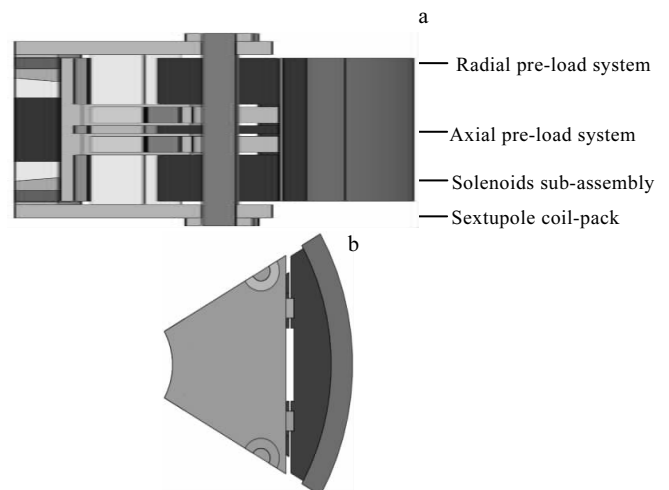 a
Radial pre-load system
Axial pre-load system
Solenoids sub-assembly
Sextupole coil-pack
b